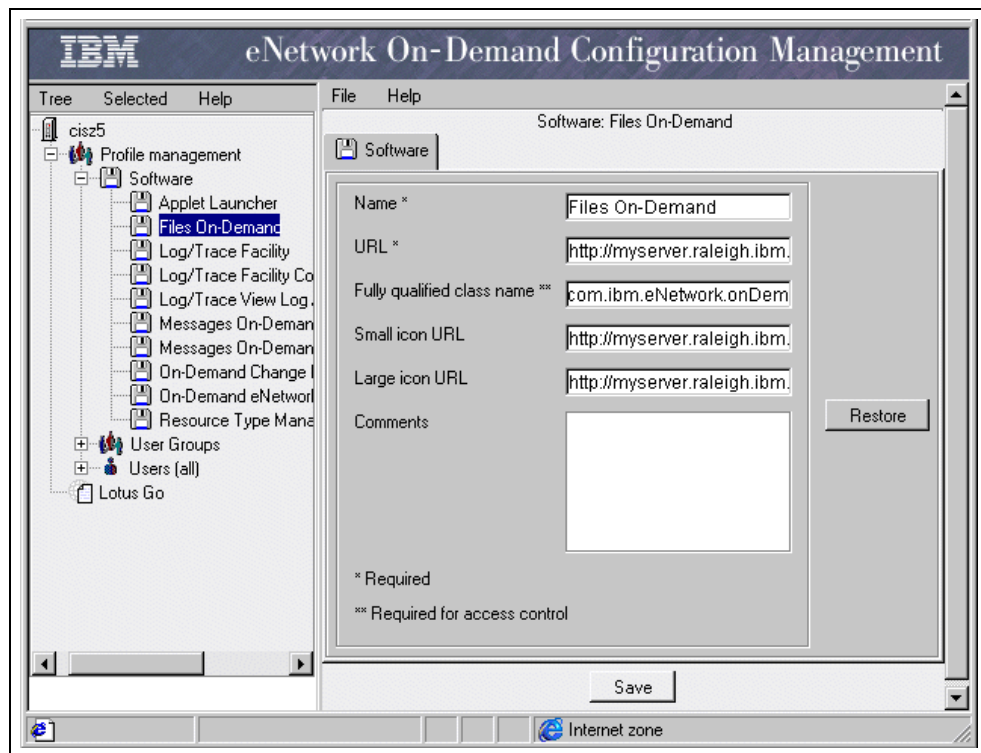 IBM eNetwork On-Demand Configuration Management
Tree Selected Help
cisz5
Profile management
Software
Applet Launcher
Files On-Demand
Log/Trace Facility
Log/Trace Facility Co
Log/Trace View Log.
Messages On-Deman
Messages On-Deman
On-Demand Change
On-Demand eNetworl
Resource Type Mana
User Groups
Users (all)
Lotus Go
File Help
Software: Files On-Demand
Software
Name *
Files On-Demand
URL *
http://myserver.raleigh.ibm.
Fully qualified class name **
com.ibm.eNetwork.onDem
Small icon URL
http://myserver.raleigh.ibm.
Large icon URL
http://myserver.raleigh.ibm.
Comments
Restore
* Required
** Required for access control
Save
Internet zone